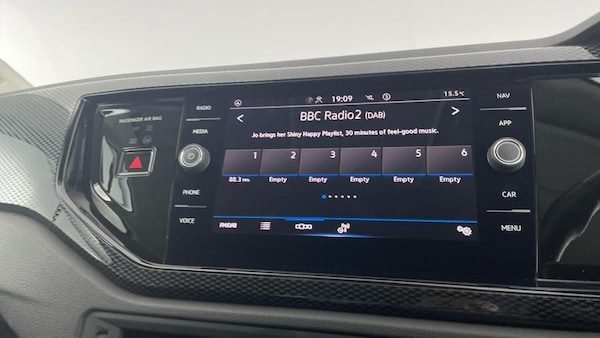 PASSENGER AIR BAG
RADIO
MEDIA
PHONE
VOICE
19:09
15.5°C
< BBC Radio2 (DAB) >
Jo brings her Shiny Happy Playlist, 30 minutes of feel-good music.
1 2 3 4 5 6
88.3 MHz Empty Empty Empty Empty Empty
FM/DAB
NAV
APP
CAR
MENU